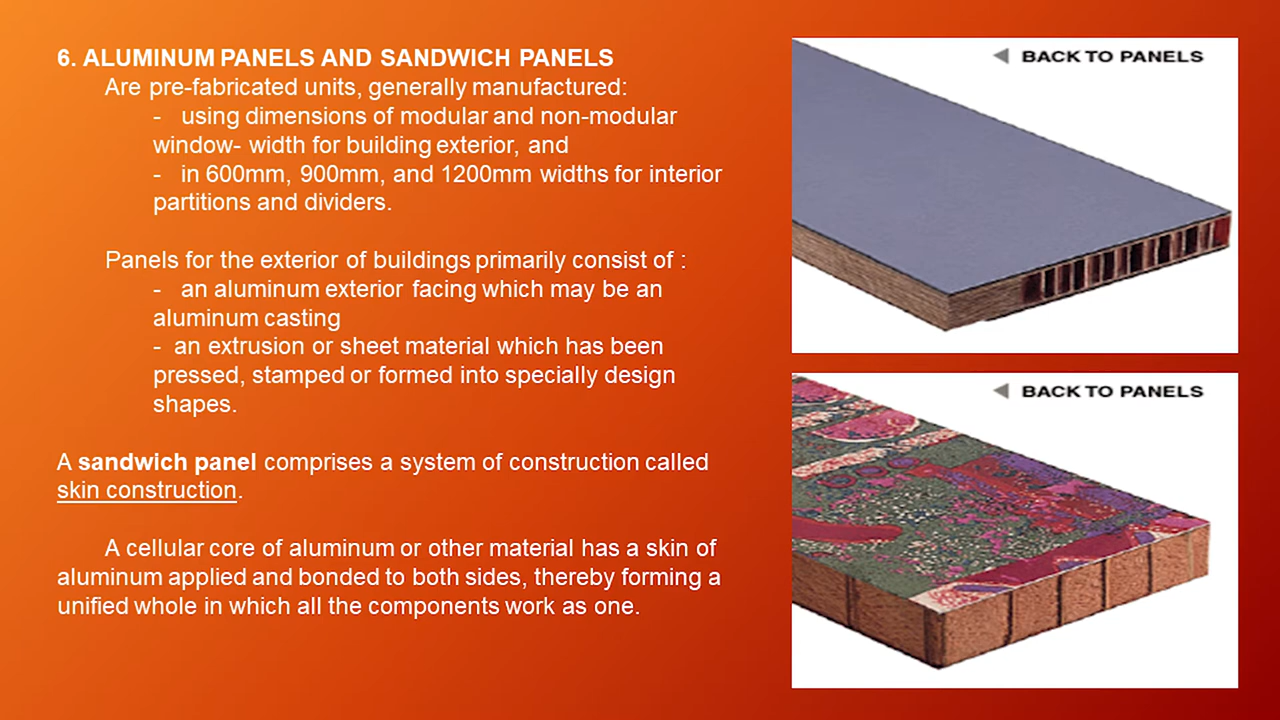 6. ALUMINUM PANELS AND SANDWICH PANELS
Are pre-fabricated units, generally manufactured:
- using dimensions of modular and non-modular
window- width for building exterior, and
- in 600mm, 900mm, and 1200mm widths for interior
partitions and dividers.
Panels for the exterior of buildings primarily consist of :
- an aluminum exterior facing which may be an
aluminum casting
- an extrusion or sheet material which has been
pressed, stamped or formed into specially design
shapes.
A sandwich panel comprises a system of construction called
skin construction.
A cellular core of aluminum or other material has a skin of
aluminum applied and bonded to both sides, thereby forming a
unified whole in which all the components work as one.
BACK TO PANELS
BACK TO PANELS